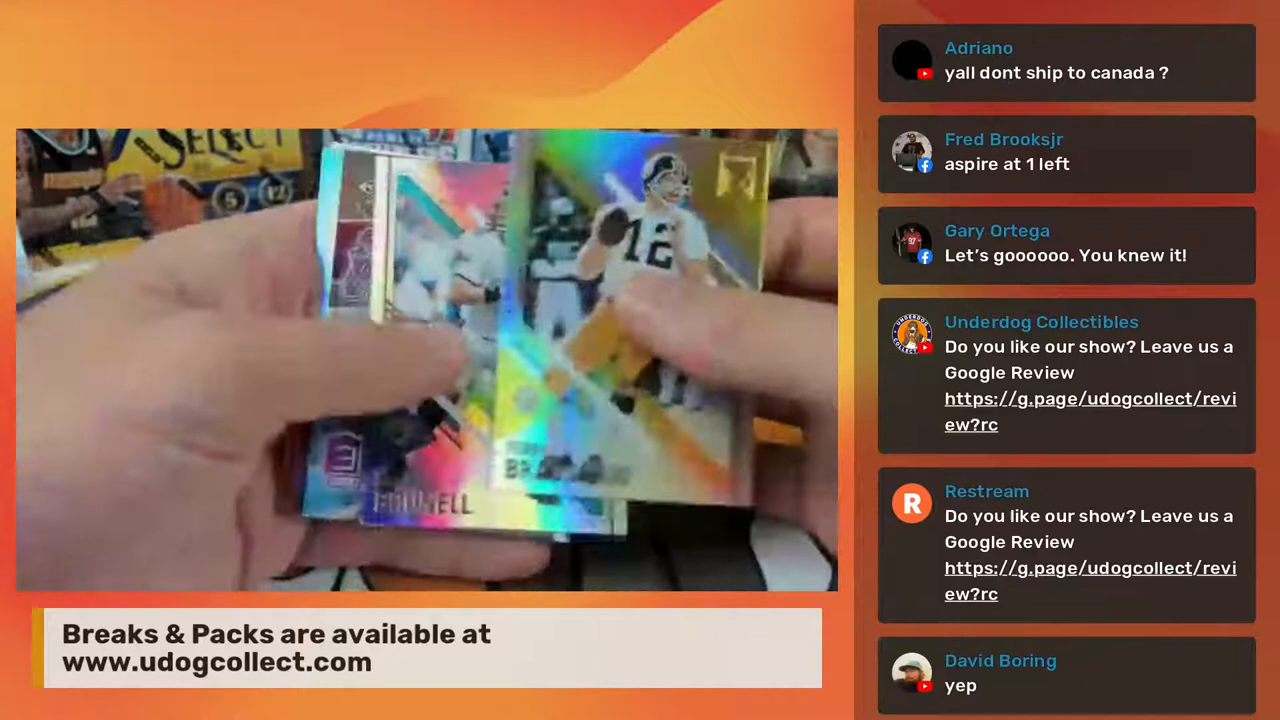 SELECT
5
12
12
Breaks & Packs are available at
www.udogcollect.com
Adriano
yall dont ship to canada ?
Fred Brooksjr
aspire at 1 left
Gary Ortega
Let’s goooooo. You knew it!
Underdog Collectibles
Do you like our show? Leave us a
Google Review
https://g.page/udogcollect/revi
ew?rc
Restream
Do you like our show? Leave us a
Google Review
https://g.page/udogcollect/revi
ew?rc
David Boring
yep